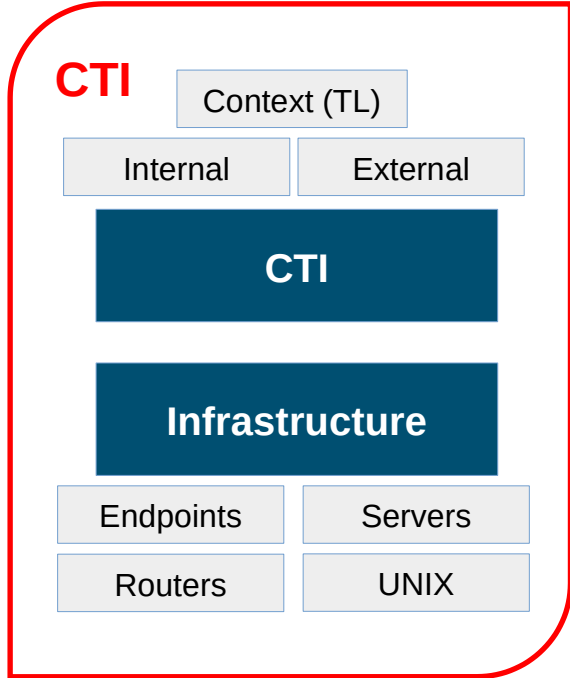 CTI
Context (TL)
Internal External
CTI
Infrastructure
Endpoints Servers
Routers UNIX